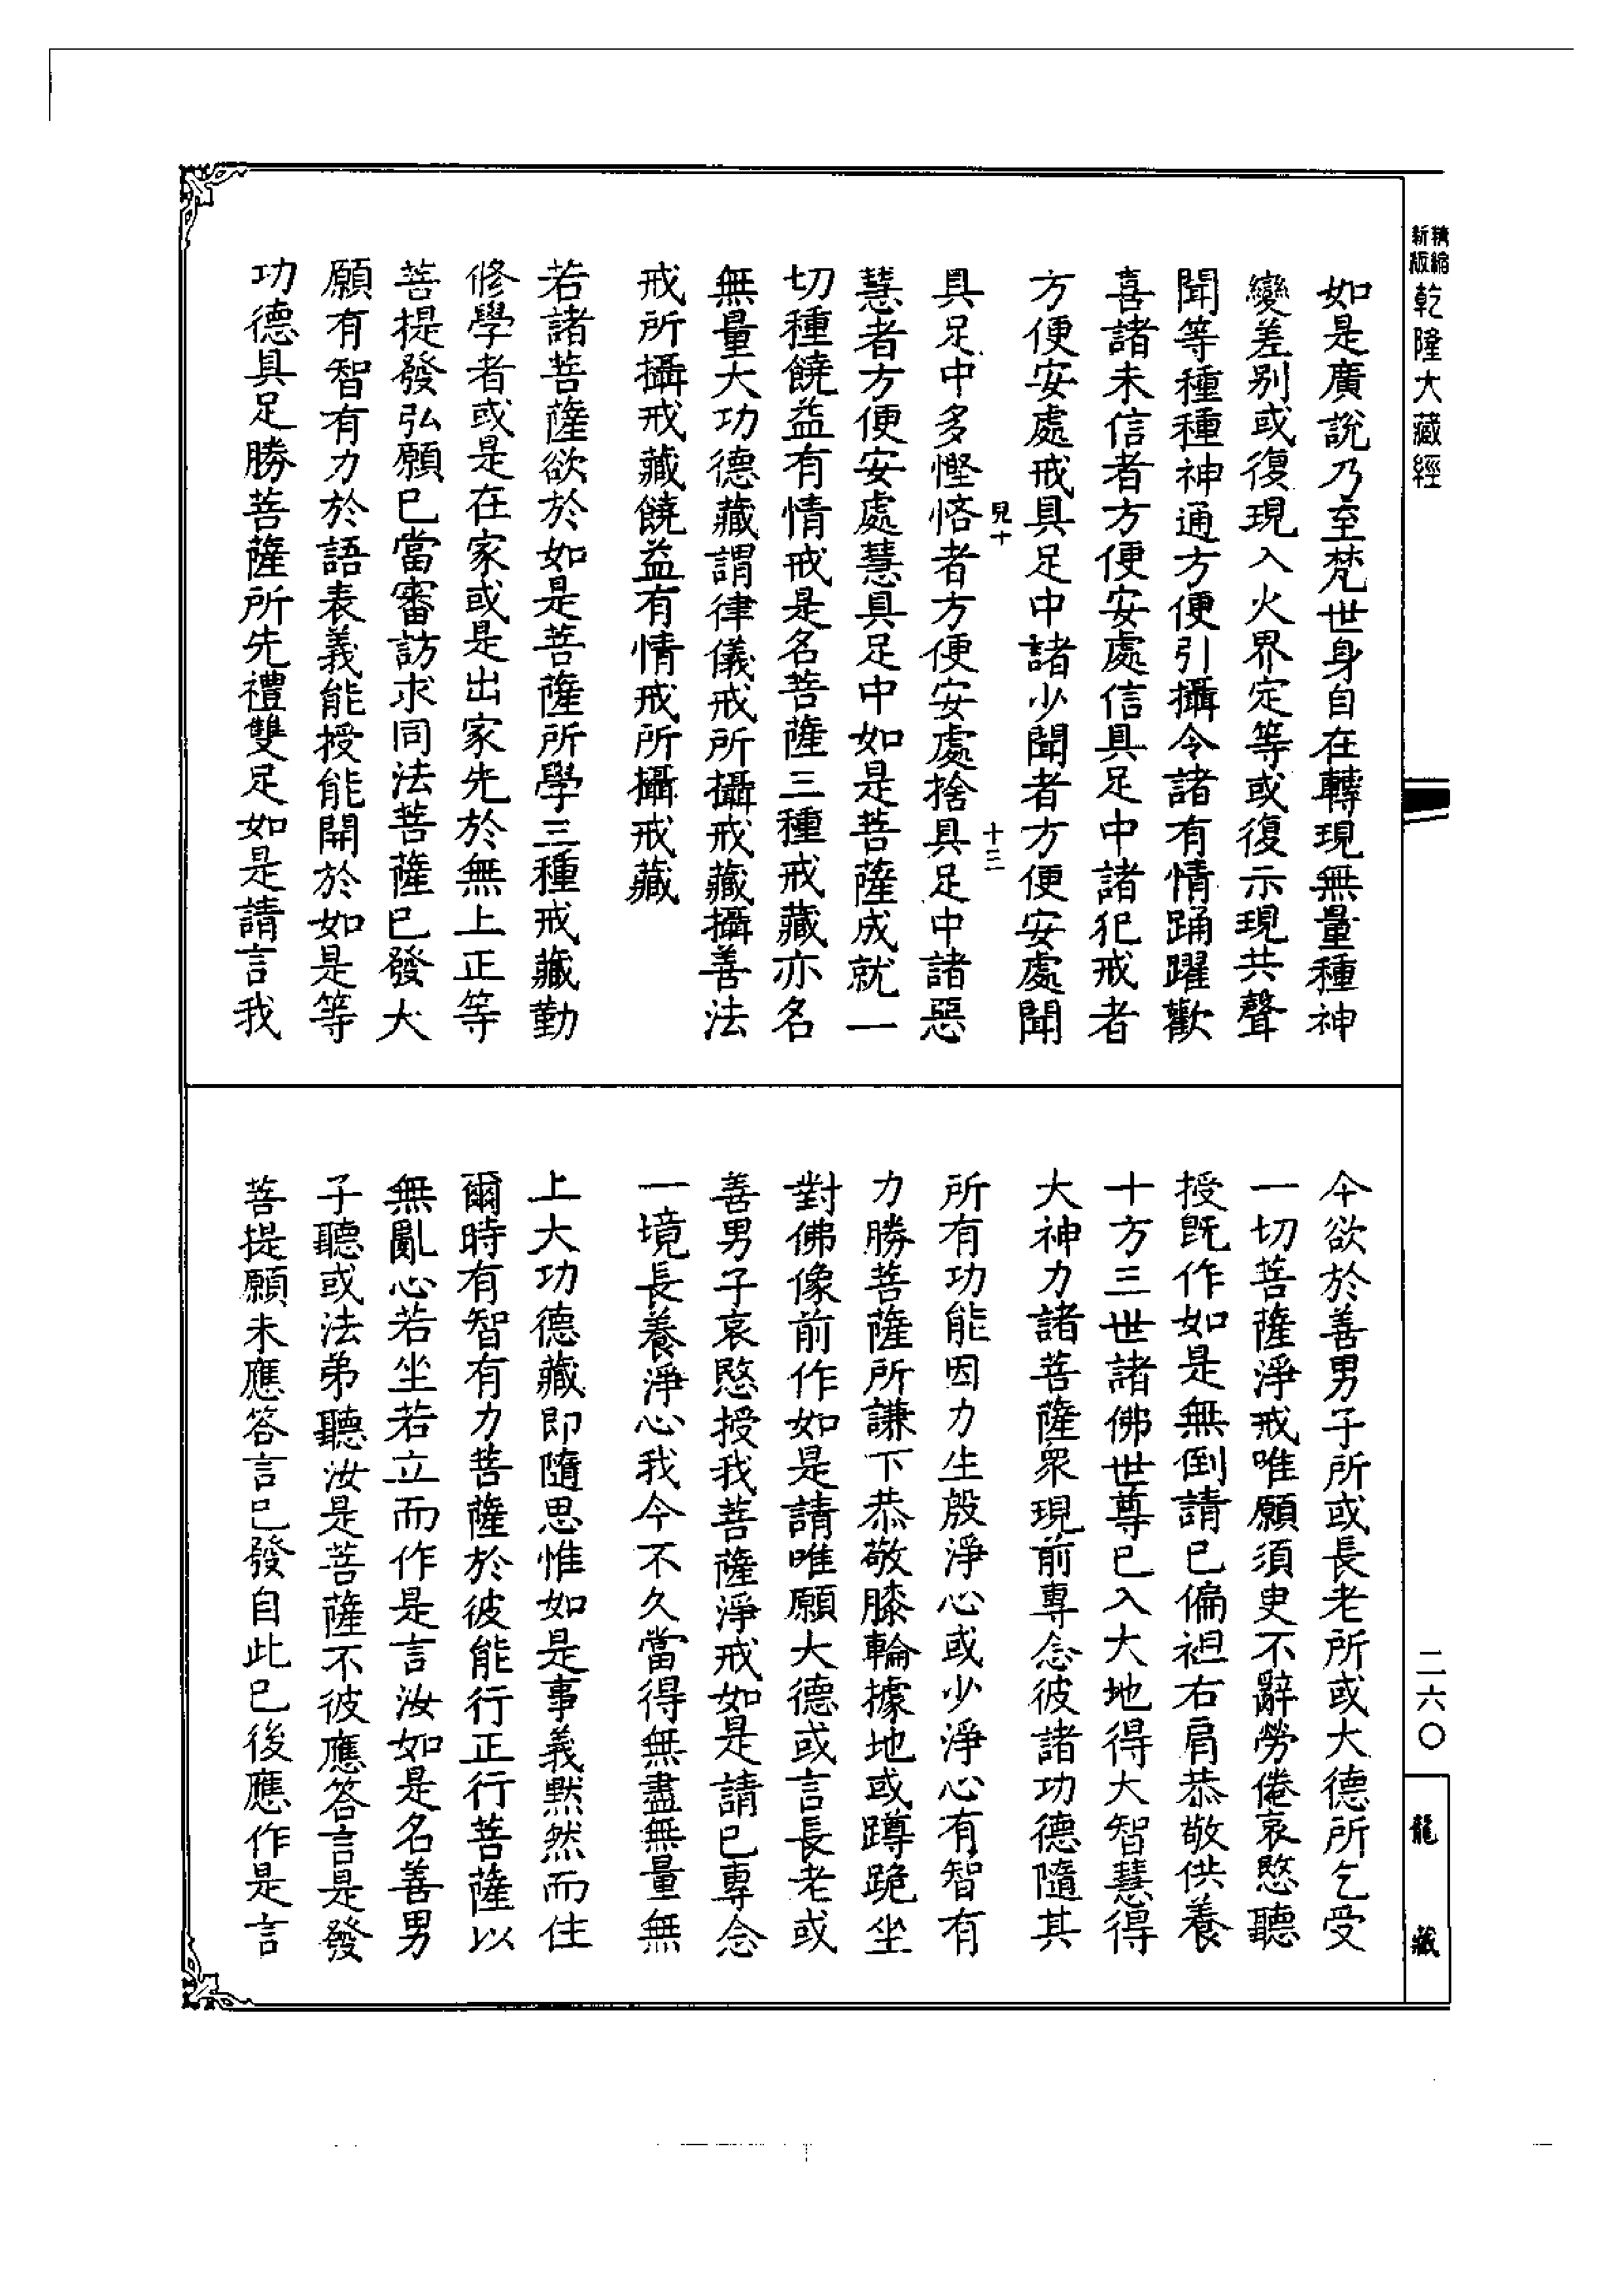 精縮新版乾隆大藏經
如是廣說乃至梵世身自在轉現無量種神
變差別或復現入火界定等或復示現共聲
聞等種種神通方便引攝令諸有情踊躍歡
喜諸未信者方便安處信具足中諸犯戒者
方便安處戒具足中諸少聞者方便安處聞
見十 十三
具足中多慳悋者方便安處捨具足中諸惡
慧者方便安處慧具足中如是菩薩成就一
切種饒益有情戒是名菩薩三種戒藏亦名
無量大功德藏謂律儀戒所攝戒藏攝善法
戒所攝戒藏饒益有情戒所攝戒藏
若諸菩薩欲於如是菩薩所學三種戒藏勤
修學者或是在家或是出家先於無上正等
菩提發弘願已當審訪求同法菩薩已發大
願有智有力於語表義能授能開於如是等
功德具足勝菩薩所先禮雙足如是請言我
今欲於善男子所或長老所或大德所乞受
一切菩薩淨戒唯願須臾不辭勞倦哀愍聽
授旣作如是無倒請已偏袒右肩恭敬供養
十方三世諸佛世尊已入大地得大智慧得
大神力諸菩薩衆現前專念彼諸功德隨其
所有功能因力生殷淨心或少淨心有智有
力勝菩薩所謙下恭敬膝輪據地或蹲跪坐
對佛像前作如是請唯願大德或言長老或
善男子哀愍授我菩薩淨戒如是請已專念
一境長養淨心我今不久當得無盡無量無
上大功德藏即隨思惟如是事義默然而住
爾時有智有力菩薩於彼能行正行菩薩以
無亂心若坐若立而作是言汝如是名善男
子聽或法弟聽汝是菩薩不彼應答言是發
菩提願未應答言已發自此已後應作是言
二六〇
龍藏